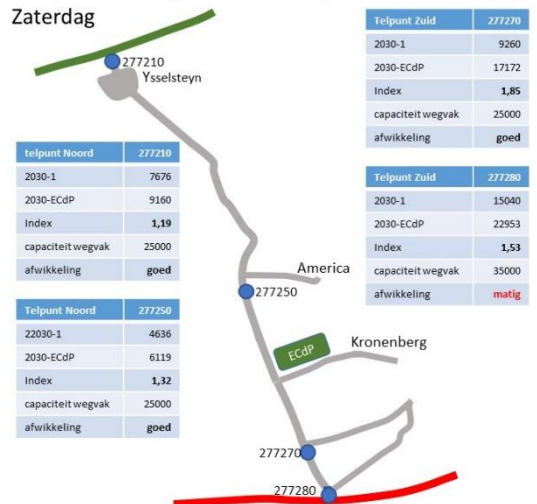 Zaterdag
277210
Ysselsteyn
Telpunt Zuid 277270
2030-1 9260
2030-ECdP 17172
Index 1,85
capaciteit wegvak 25000
afwikkeling goed
telpunt Noord 277210
2030-1 7676
2030-ECdP 9160
Index 1,19
capaciteit wegvak 25000
afwikkeling goed
Telpunt Zuid 277280
2030-1 15040
2030-ECdP 22953
Index 1,53
capaciteit wegvak 35000
afwikkeling matig
America
277250
Telpunt Noord 277250
22030-1 4636
2030-ECdP 6119
Index 1,32
capaciteit wegvak 25000
afwikkeling goed
ECdP
Kronenberg
277270
277280